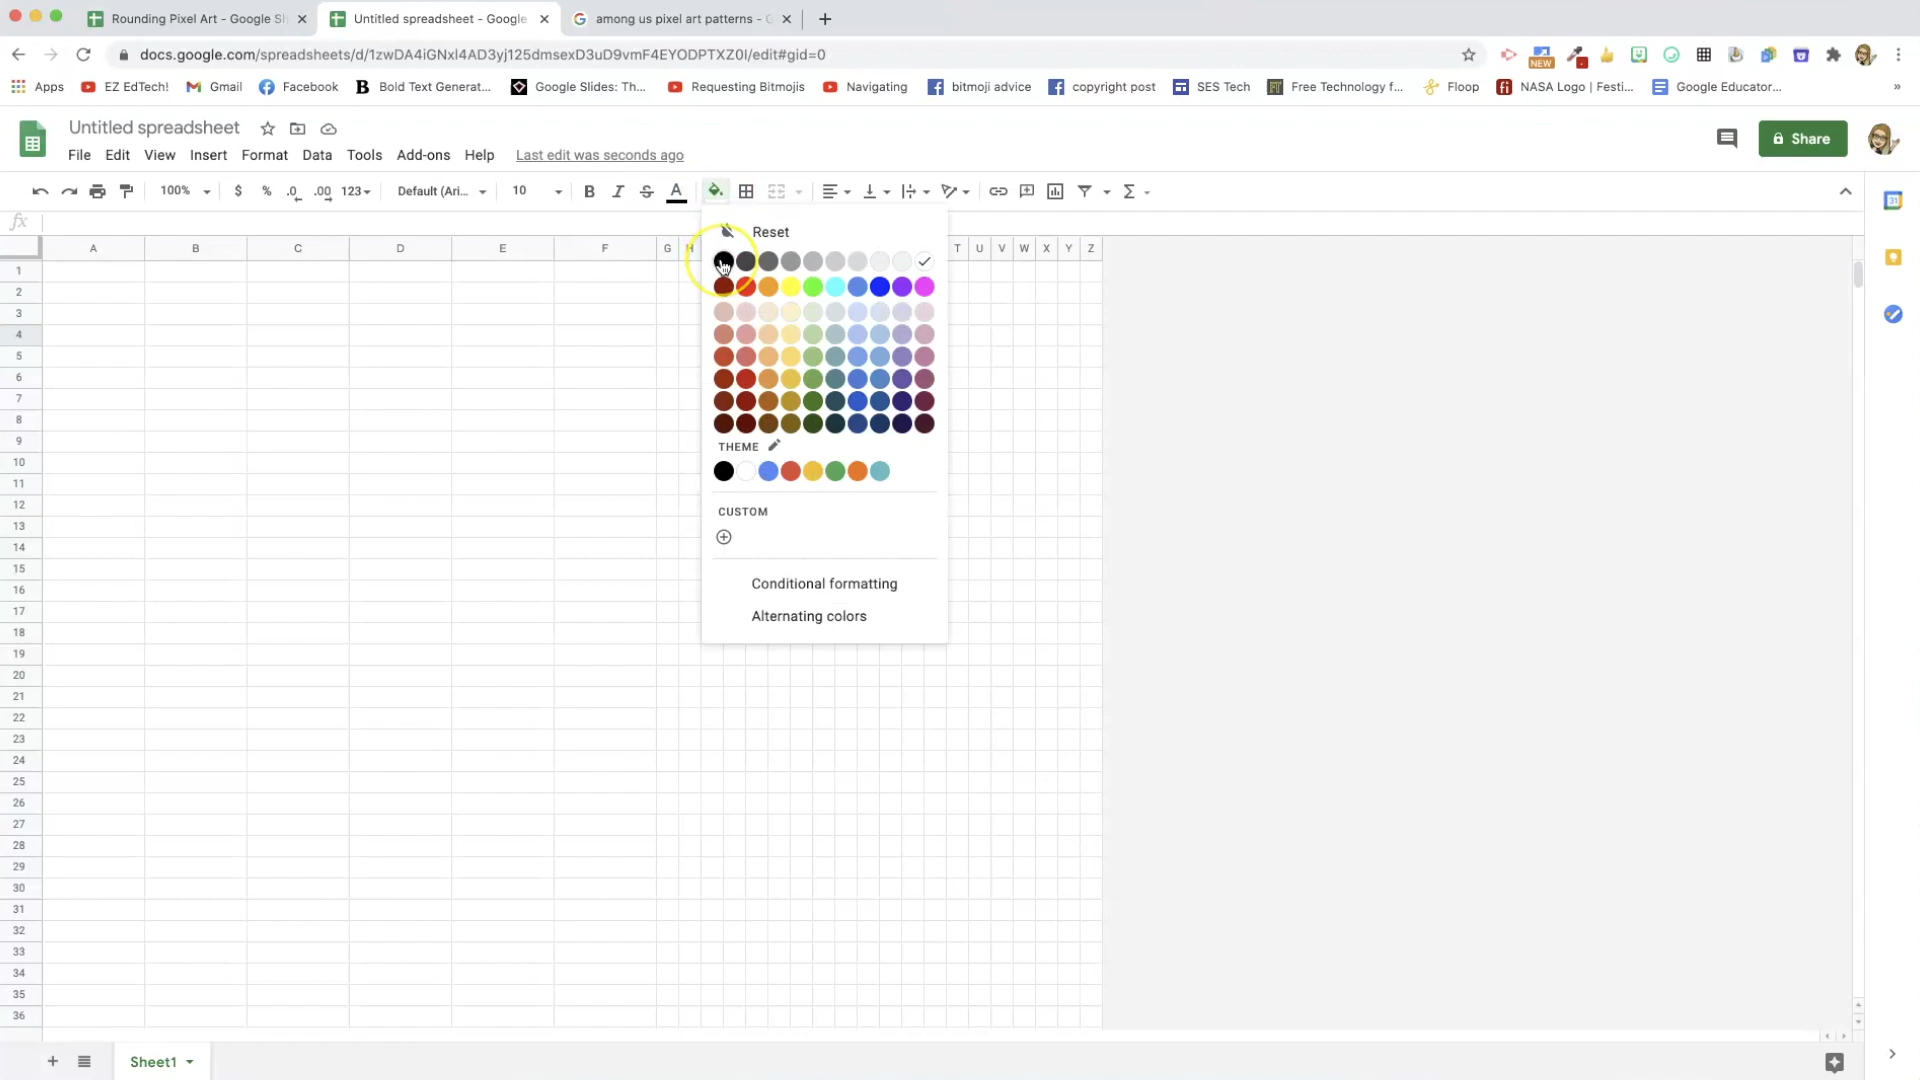 Rounding Pixel Art - Google Sh
Untitled spreadsheet - Google
among us pixel art patterns - G
docs.google.com/spreadsheets/d/1zwDA4iGNxl4AD3yj125dmsexD3uD9vmF4EYODPTXZ0I/edit#gid=0
NEW
Apps EZ EdTech! Gmail Facebook Bold Text Generat... Google Slides: Th... Requesting Bitmojis Navigating bitmoji advice copyright post SES Tech Free Technology f... Floop NASA Logo | Festi... Google Educator... »
Untitled spreadsheet
Share
File Edit View Insert Format Data Tools Add-ons Help Last edit was seconds ago
100% $ % .0 .00 123 Default (Ari... 10 B I S A Σ
31
fx
A B C D E F G H T U V W X Y Z
Reset
1
2
3
4
5
6
7
8
9
THEME
10
11
12
CUSTOM
13
14
15
16
Conditional formatting
17
Alternating colors
18
19
20
21
22
23
24
25
26
27
28
29
30
31
32
33
34
35
36
Sheet1